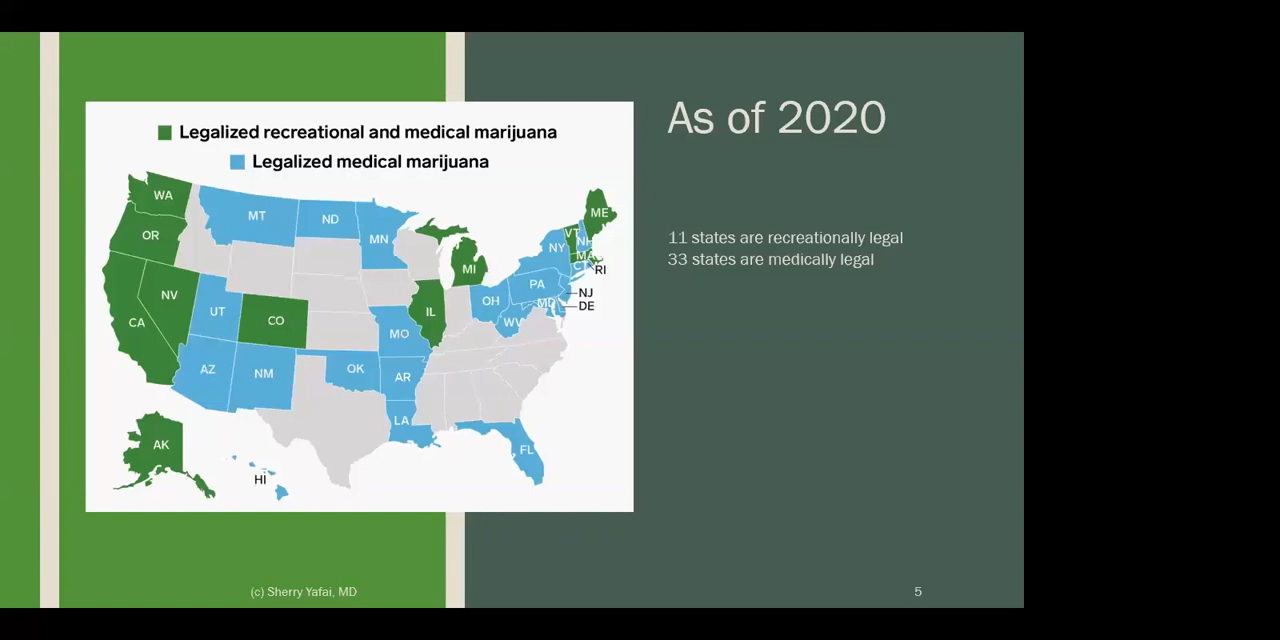 As of 2020
Legalized recreational and medical marijuana
Legalized medical marijuana
WA
MT
ND
MN
OR
ME
VT
NH
NY
MA
CT
RI
MI
NV
UT
CO
IL
OH
PA
NJ
MD
DE
CA
MO
WV
AZ
NM
OK
AR
LA
AK
HI
FL
11 states are recreationally legal
33 states are medically legal
(c) Sherry Yafai, MD
5